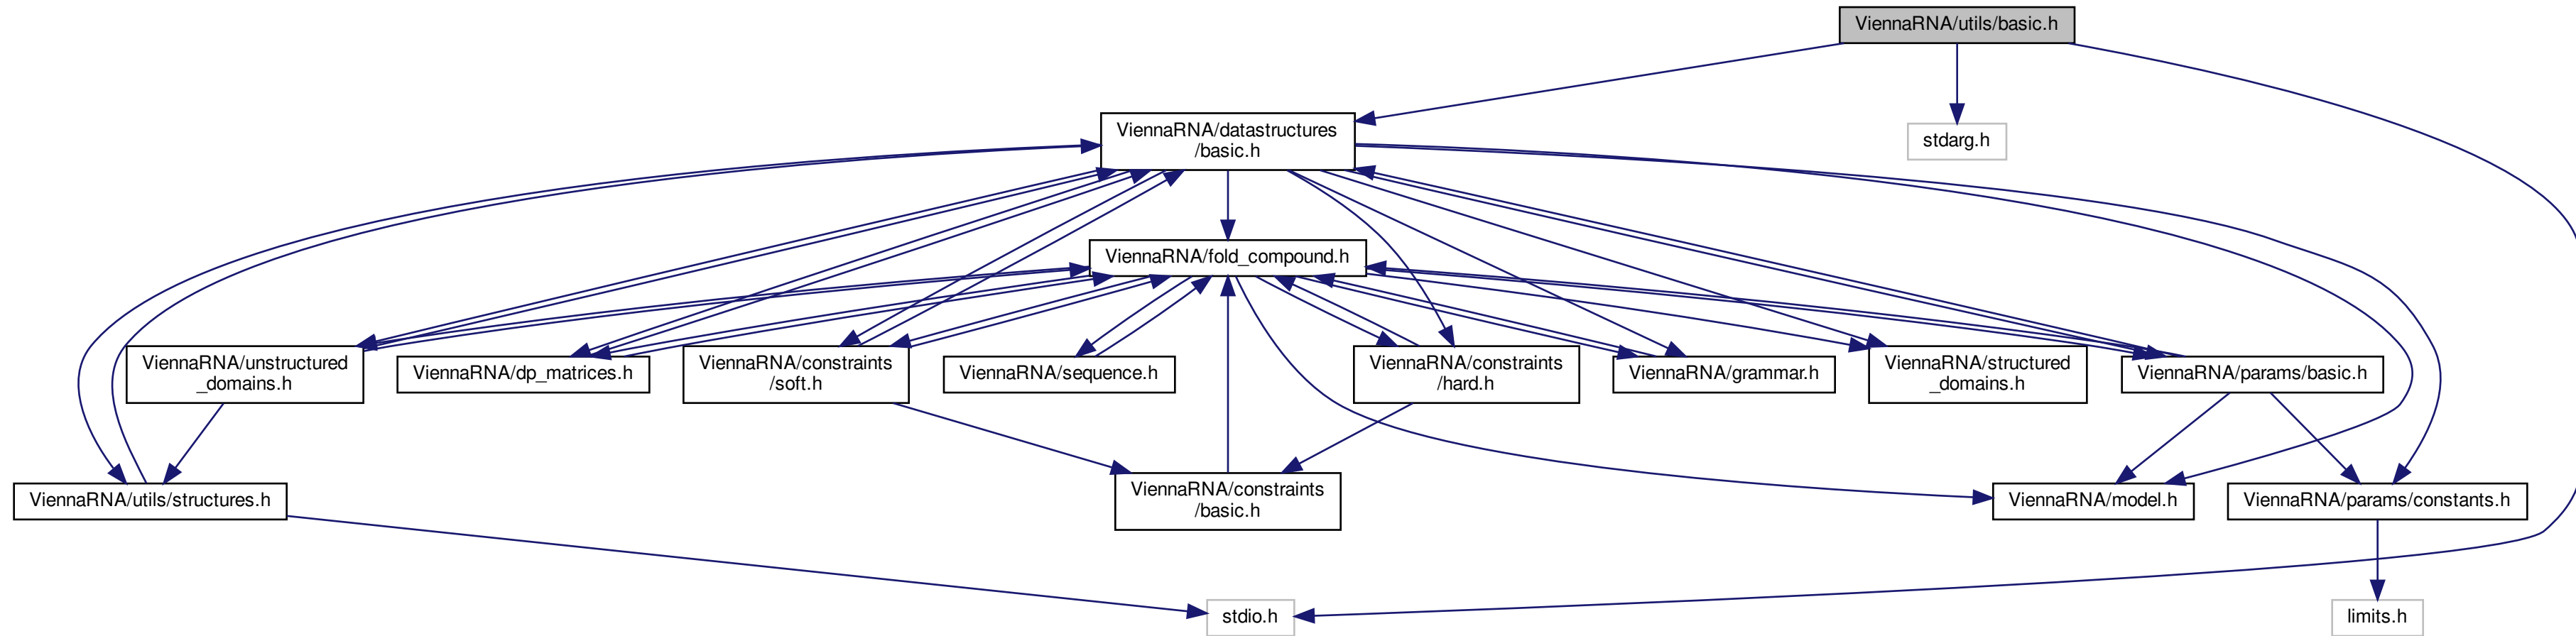 ViennaRNA/utils/basic.h
ViennaRNA/datastructures
/basic.h
stdarg.h
ViennaRNA/fold_compound.h
ViennaRNA/unstructured
_domains.h
ViennaRNA/dp_matrices.h
ViennaRNA/constraints
/soft.h
ViennaRNA/sequence.h
ViennaRNA/constraints
/hard.h
ViennaRNA/grammar.h
ViennaRNA/structured
_domains.h
ViennaRNA/params/basic.h
ViennaRNA/utils/structures.h
ViennaRNA/constraints
/basic.h
ViennaRNA/model.h
ViennaRNA/params/constants.h
stdio.h
limits.h